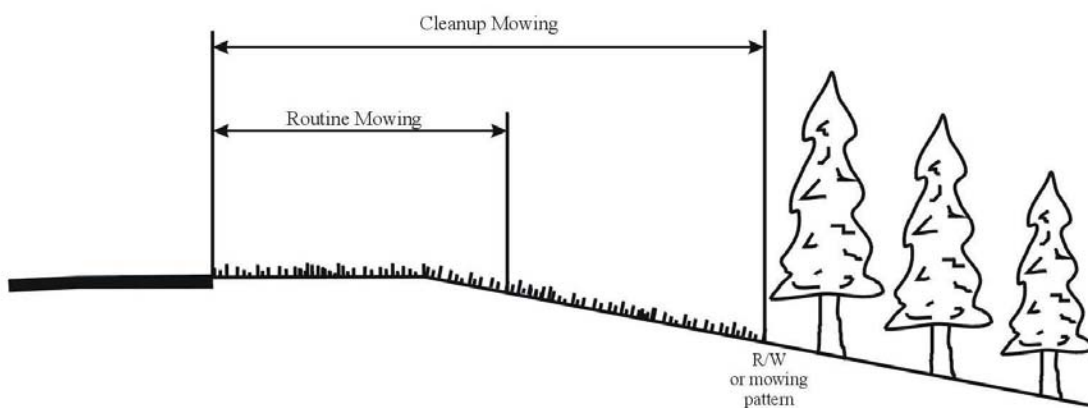 Cleanup Mowing
Routine Mowing
R/W
or mowing
pattern